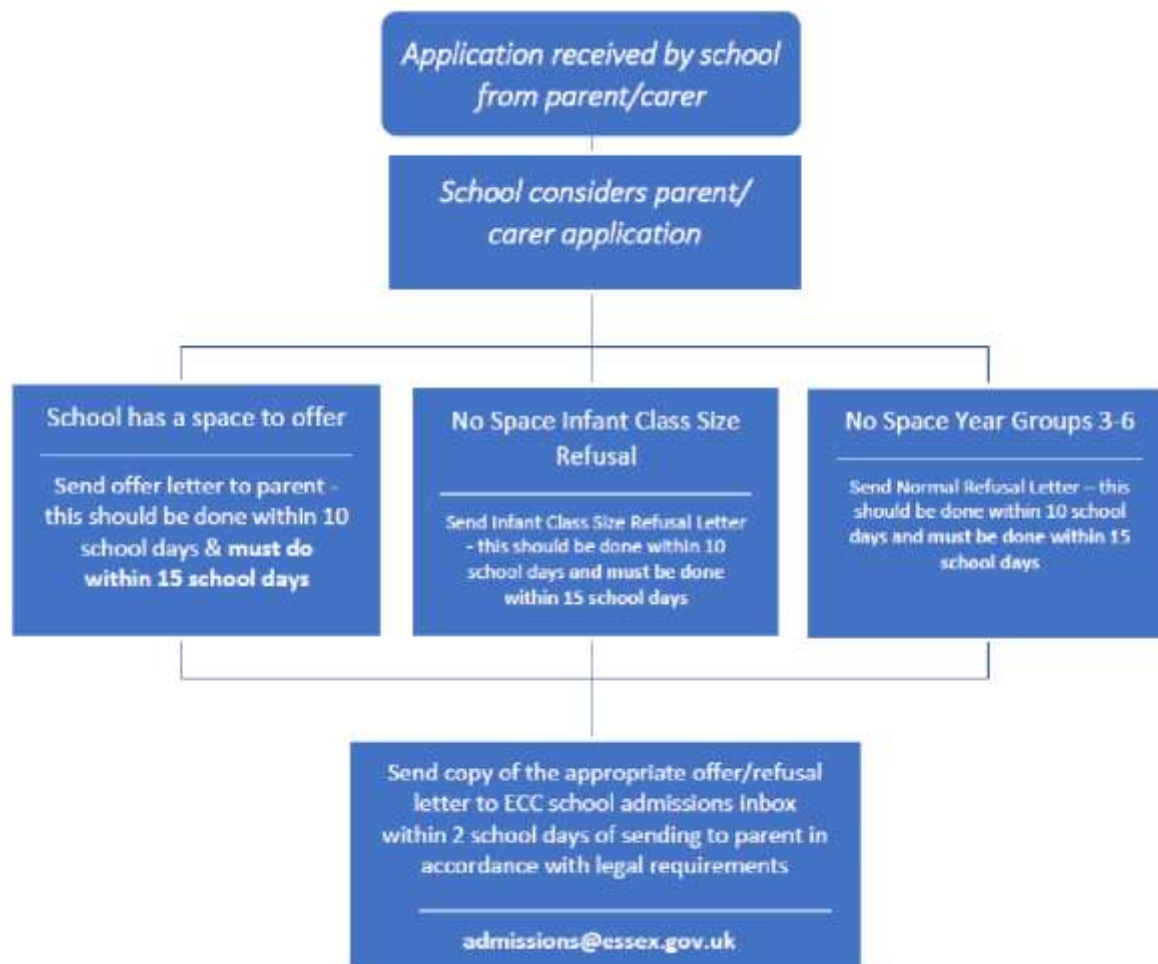 Application received by school
from parent/carer
School considers parent/
carer application
School has a space to offer
Send offer letter to parent -
this should be done within 10
school days & must do
within 15 school days
No Space Infant Class Size
Refusal
Send Infant Class Size Refusal Letter
- this should be done within 10
school days and must be done
within 15 school days
No Space Year Groups 3-6
Send Normal Refusal Letter – this
should be done within 10 school
days and must be done within 15
school days
Send copy of the appropriate offer/refusal
letter to ECC school admissions inbox
within 2 school days of sending to parent in
accordance with legal requirements
admissions@essex.gov.uk